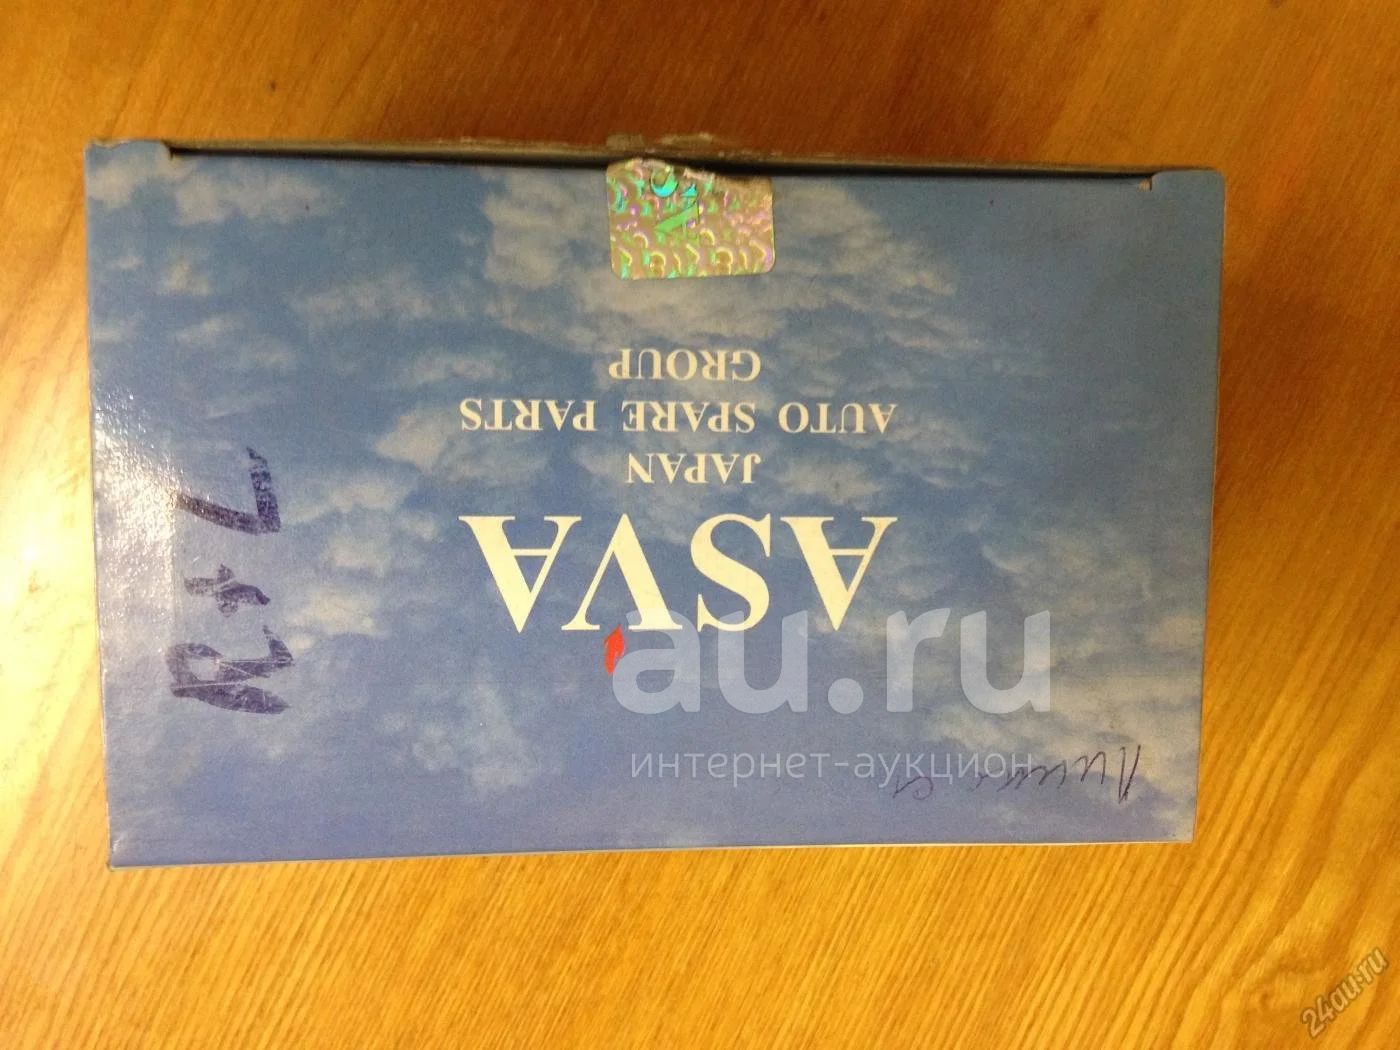 ASVA
JAPAN
AUTO SPARE PARTS
GROUP
R+L
au.ru
интернет-аукцион
24au.ru